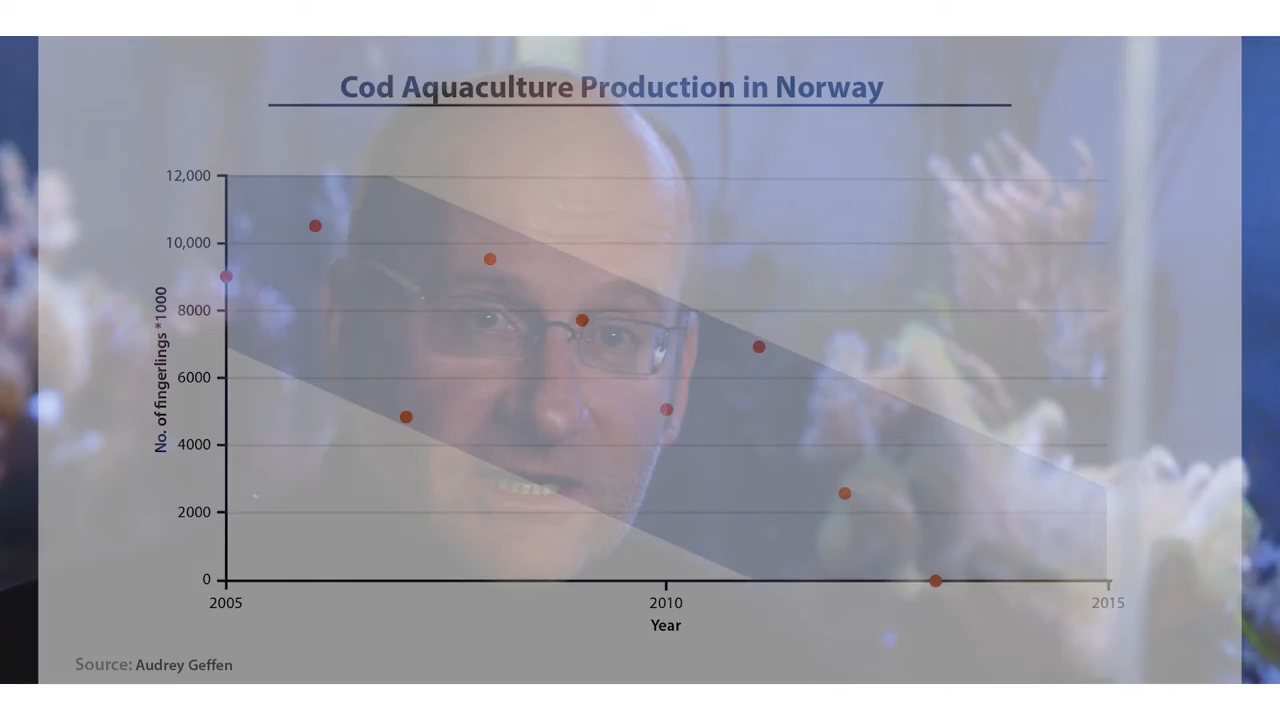 Cod Aquaculture Production in Norway
12,000
10,000
8000
6000
4000
2000
0
No. of fingerlings *1000
2005
2010
2015
Year
Source: Audrey Geffen